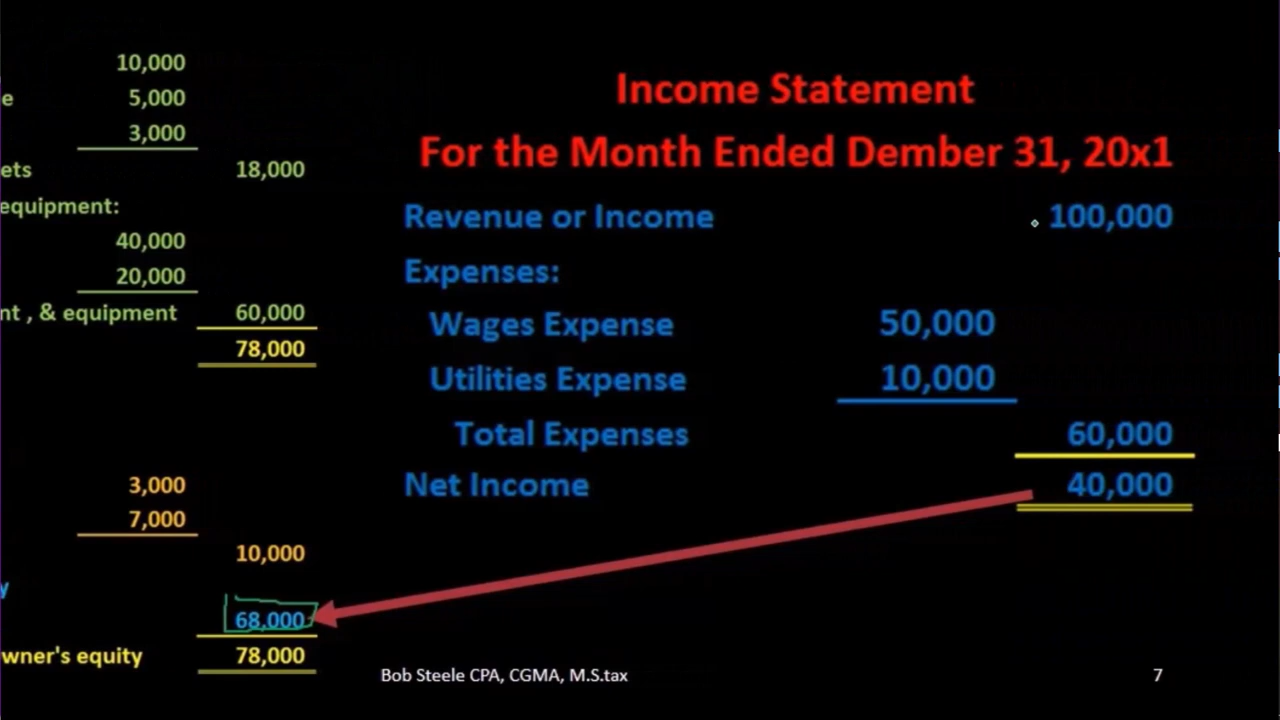 10,000
e 5,000
3,000
ets 18,000
equipment:
40,000
20,000
nt , & equipment 60,000
78,000
3,000
7,000
10,000
y
68,000
wner's equity 78,000
Income Statement
For the Month Ended Dember 31, 20x1
Revenue or Income 100,000
Expenses:
Wages Expense 50,000
Utilities Expense 10,000
Total Expenses 60,000
Net Income 40,000
Bob Steele CPA, CGMA, M.S.tax 7